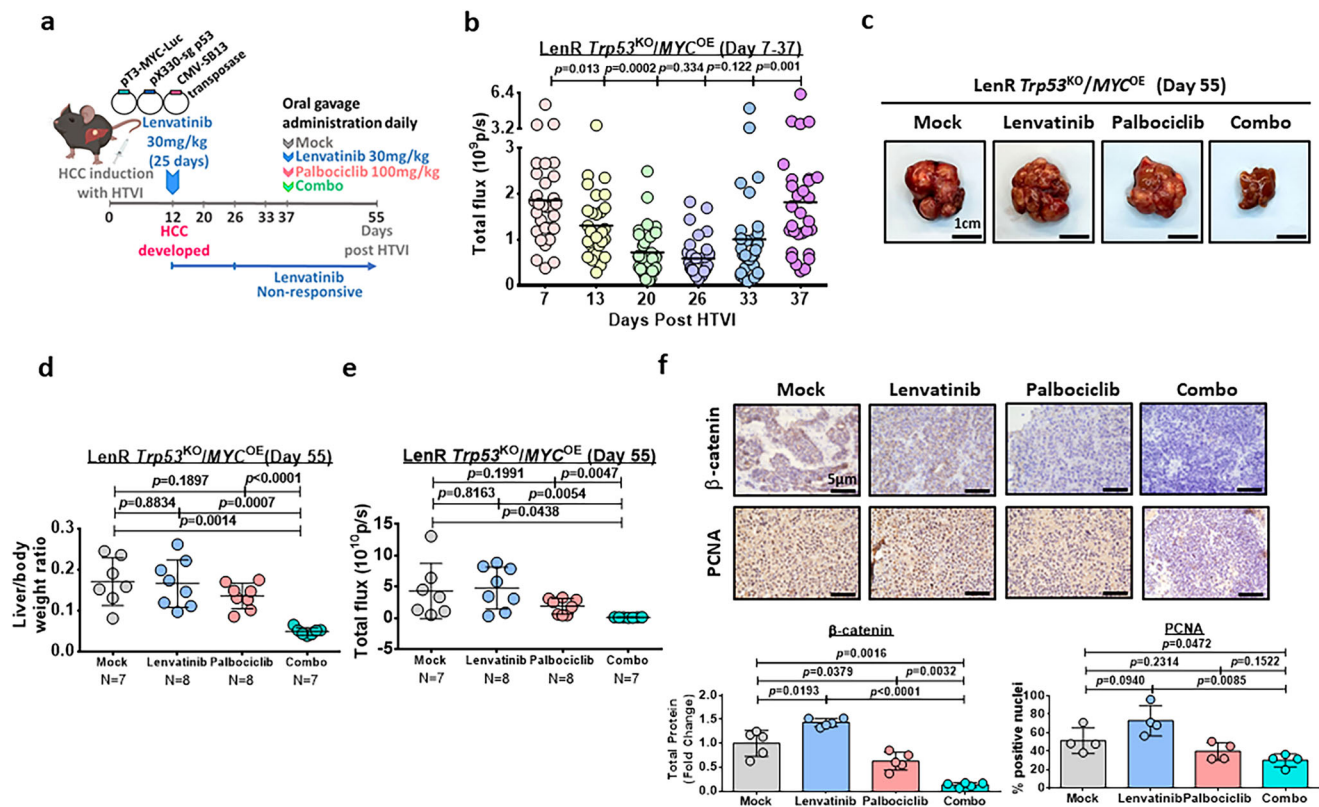 a
pT3-MYC-Luc
pX330-sg p53
CMV-SB13
transposase
Lenvatinib
30mg/kg
(25 days)
HCC induction
with HTVI
Oral gavage
administration daily
Mock
Lenvatinib 30mg/kg
Palbociclib 100mg/kg
Combo
0 12 20 26 33 37 55
HCC
developed
Days
post HTVI
Lenvatinib
Non-responsive
b
LenR Trp53KO/MYCOE (Day 7-37)
p=0.013 p=0.0002 p=0.334 p=0.122 p=0.001
Total flux (10⁹p/s)
6.4
3.2
3
2
1
0
7 13 20 26 33 37
Days Post HTVI
c
LenR Trp53KO/MYCOE (Day 55)
Mock Lenvatinib Palbociclib Combo
1cm
d
LenR Trp53KO/MYCOE(Day 55)
p=0.1897 p<0.0001
p=0.8834 p=0.0007
p=0.0014
Liver/body
weight ratio
0.3
0.2
0.1
0.0
Mock Lenvatinib Palbociclib Combo
N=7 N=8 N=8 N=7
e
LenR Trp53KO/MYCOE (Day 55)
p=0.1991 p=0.0047
p=0.8163 p=0.0054
p=0.0438
Total flux (10¹⁰p/s)
15
10
5
0
-5
Mock Lenvatinib Palbociclib Combo
N=7 N=8 N=8 N=7
f
Mock Lenvatinib Palbociclib Combo
β-catenin
5μm
PCNA
β-catenin
p=0.0016
p=0.0379 p=0.0032
p=0.0193 p<0.0001
Total Protein
(Fold Change)
2.0
1.5
1.0
0.5
0.0
Mock Lenvatinib Palbociclib Combo
PCNA
p=0.0472
p=0.2314 p=0.1522
p=0.0940 p=0.0085
% positive nuclei
100
80
60
40
20
0
Mock Lenvatinib Palbociclib Combo